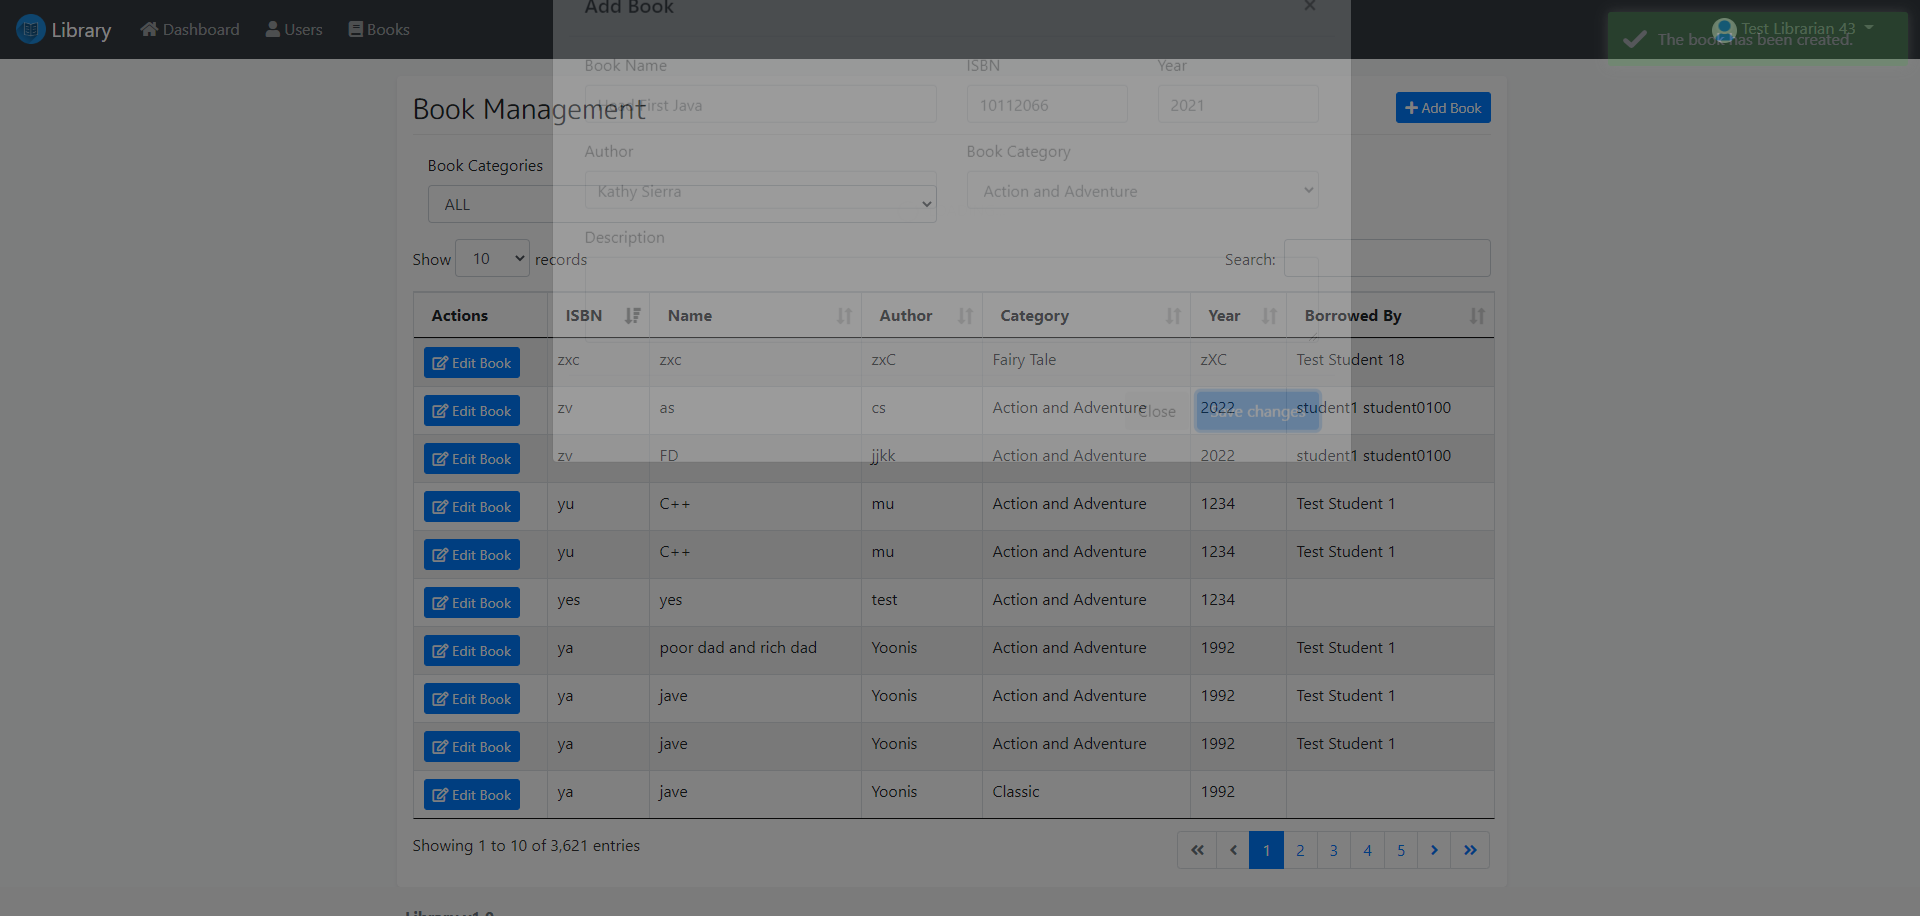 Library Dashboard Users Books Test Librarian 43
The book has been created.
Add Book ×
Book Name ISBN Year
Head First Java 10112066 2021
Author Book Category
Kathy Sierra Action and Adventure
Description
Close Save changes
Book Management Add Book
Book Categories
ALL
Show 10 records Search:
Actions ISBN Name Author Category Year Borrowed By
Edit Book zxc zxc zxC Fairy Tale zXC Test Student 18
Edit Book zv as cs Action and Adventure 2022 student1 student0100
Edit Book zv FD jjkk Action and Adventure 2022 student1 student0100
Edit Book yu C++ mu Action and Adventure 1234 Test Student 1
Edit Book yu C++ mu Action and Adventure 1234 Test Student 1
Edit Book yes yes test Action and Adventure 1234
Edit Book ya poor dad and rich dad Yoonis Action and Adventure 1992 Test Student 1
Edit Book ya jave Yoonis Action and Adventure 1992 Test Student 1
Edit Book ya jave Yoonis Action and Adventure 1992 Test Student 1
Edit Book ya jave Yoonis Classic 1992
Showing 1 to 10 of 3,621 entries « ‹ 1 2 3 4 5 › »